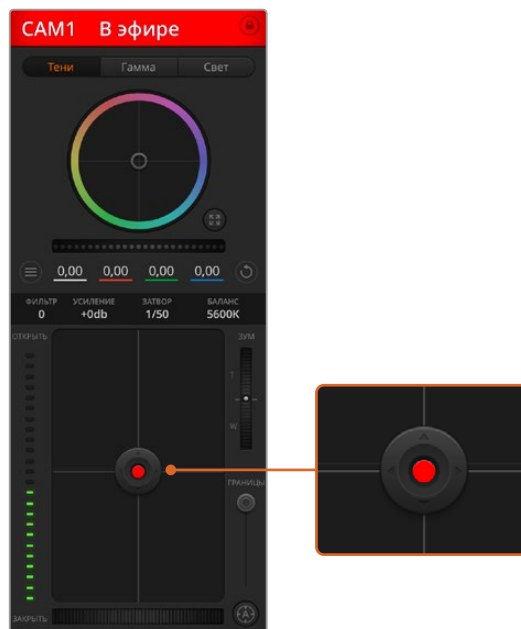 CAM1 В эфире
Тени Гамма Свет
0,00 0,00 0,00 0,00
ФИЛЬТР УСИЛЕНИЕ ЗАТВОР БАЛАНС
0 +0db 1/50 5600K
ОТКРЫТЬ ЗУМ
T
W
ГРАНИЦЫ
ЗАКРЫТЬ A